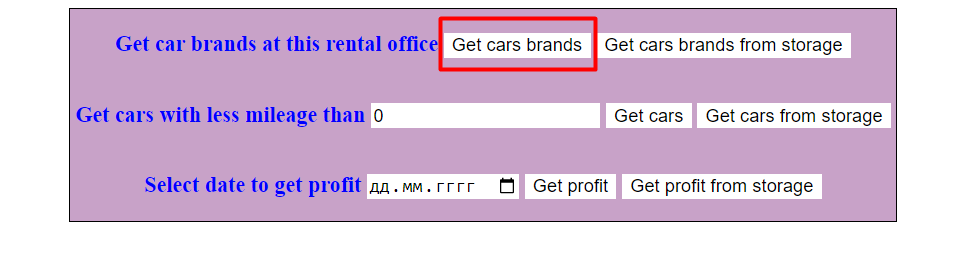 Get car brands at this rental office Get cars brands Get cars brands from storage
Get cars with less mileage than 0 Get cars Get cars from storage
Select date to get profit дд.мм.гггг Get profit Get profit from storage